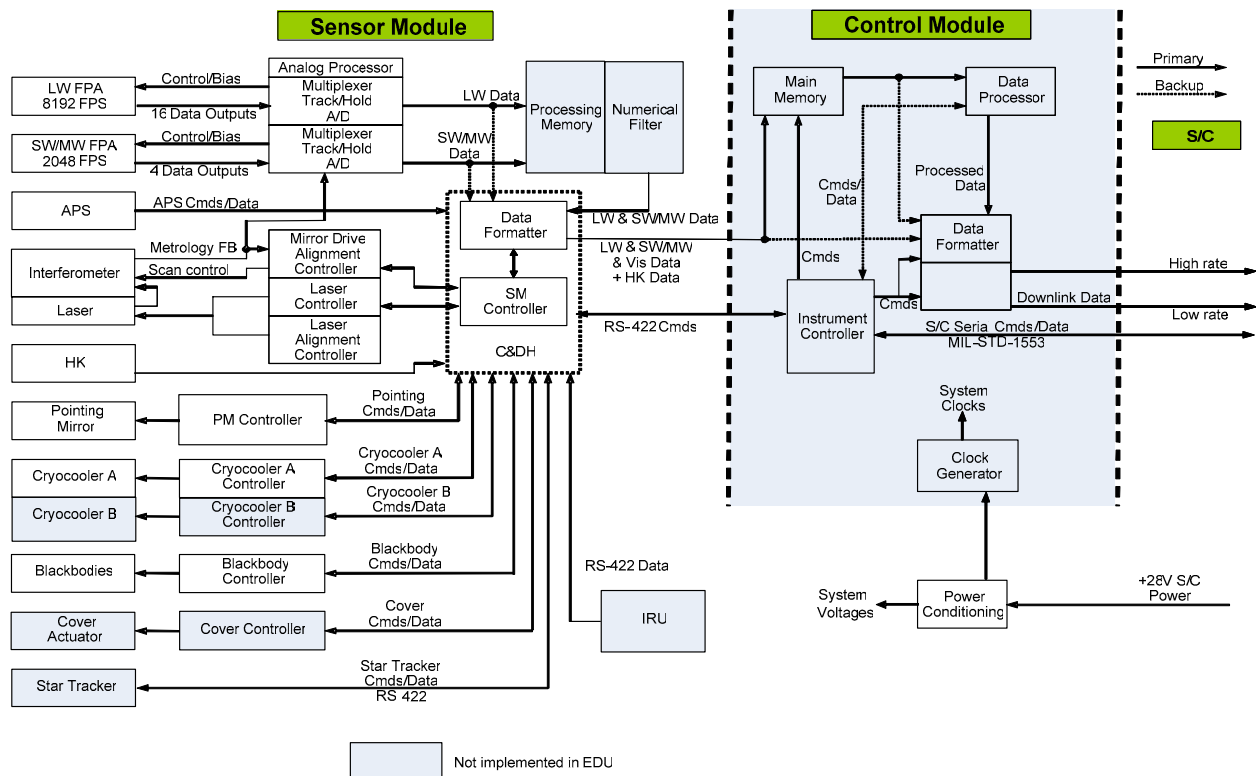 Sensor Module
Control Module
S/C
Primary
Backup
LW FPA
8192 FPS
Control/Bias
16 Data Outputs
SW/MW FPA
2048 FPS
Control/Bias
4 Data Outputs
Analog Processor
Multiplexer
Track/Hold
A/D
Multiplexer
Track/Hold
A/D
LW Data
SW/MW
Data
Processing
Memory
Numerical
Filter
APS
APS Cmds/Data
Metrology FB
Interferometer
Scan control
Laser
Mirror Drive
Alignment
Controller
Laser
Controller
Laser
Alignment
Controller
HK
Data
Formatter
SM
Controller
C&DH
LW & SW/MW Data
LW & SW/MW
& Vis Data
+ HK Data
RS-422 Cmds
Main
Memory
Data
Processor
Cmds/
Data
Processed
Data
Cmds
Data
Formatter
Cmds
Instrument
Controller
High rate
Downlink Data
Low rate
S/C Seria Cmds/Data
MIL-STD-1553
System
Clocks
Clock
Generator
Pointing
Mirror
PM Controller
Pointing
Cmds/Data
Cryocooler A
Cryocooler A
Controller
Cryocooler A
Cmds/Data
Cryocooler B
Cryocooler B
Controller
Cryocooler B
Cmds/Data
Blackbodies
Blackbody
Controller
Blackbody
Cmds/Data
Cover
Actuator
Cover Controller
Cover
Cmds/Data
Star Tracker
Star Tracker
Cmds/Data
RS 422
RS-422 Data
IRU
System
Voltages
Power
Conditioning
+28V S/C
Power
Not implemented in EDU